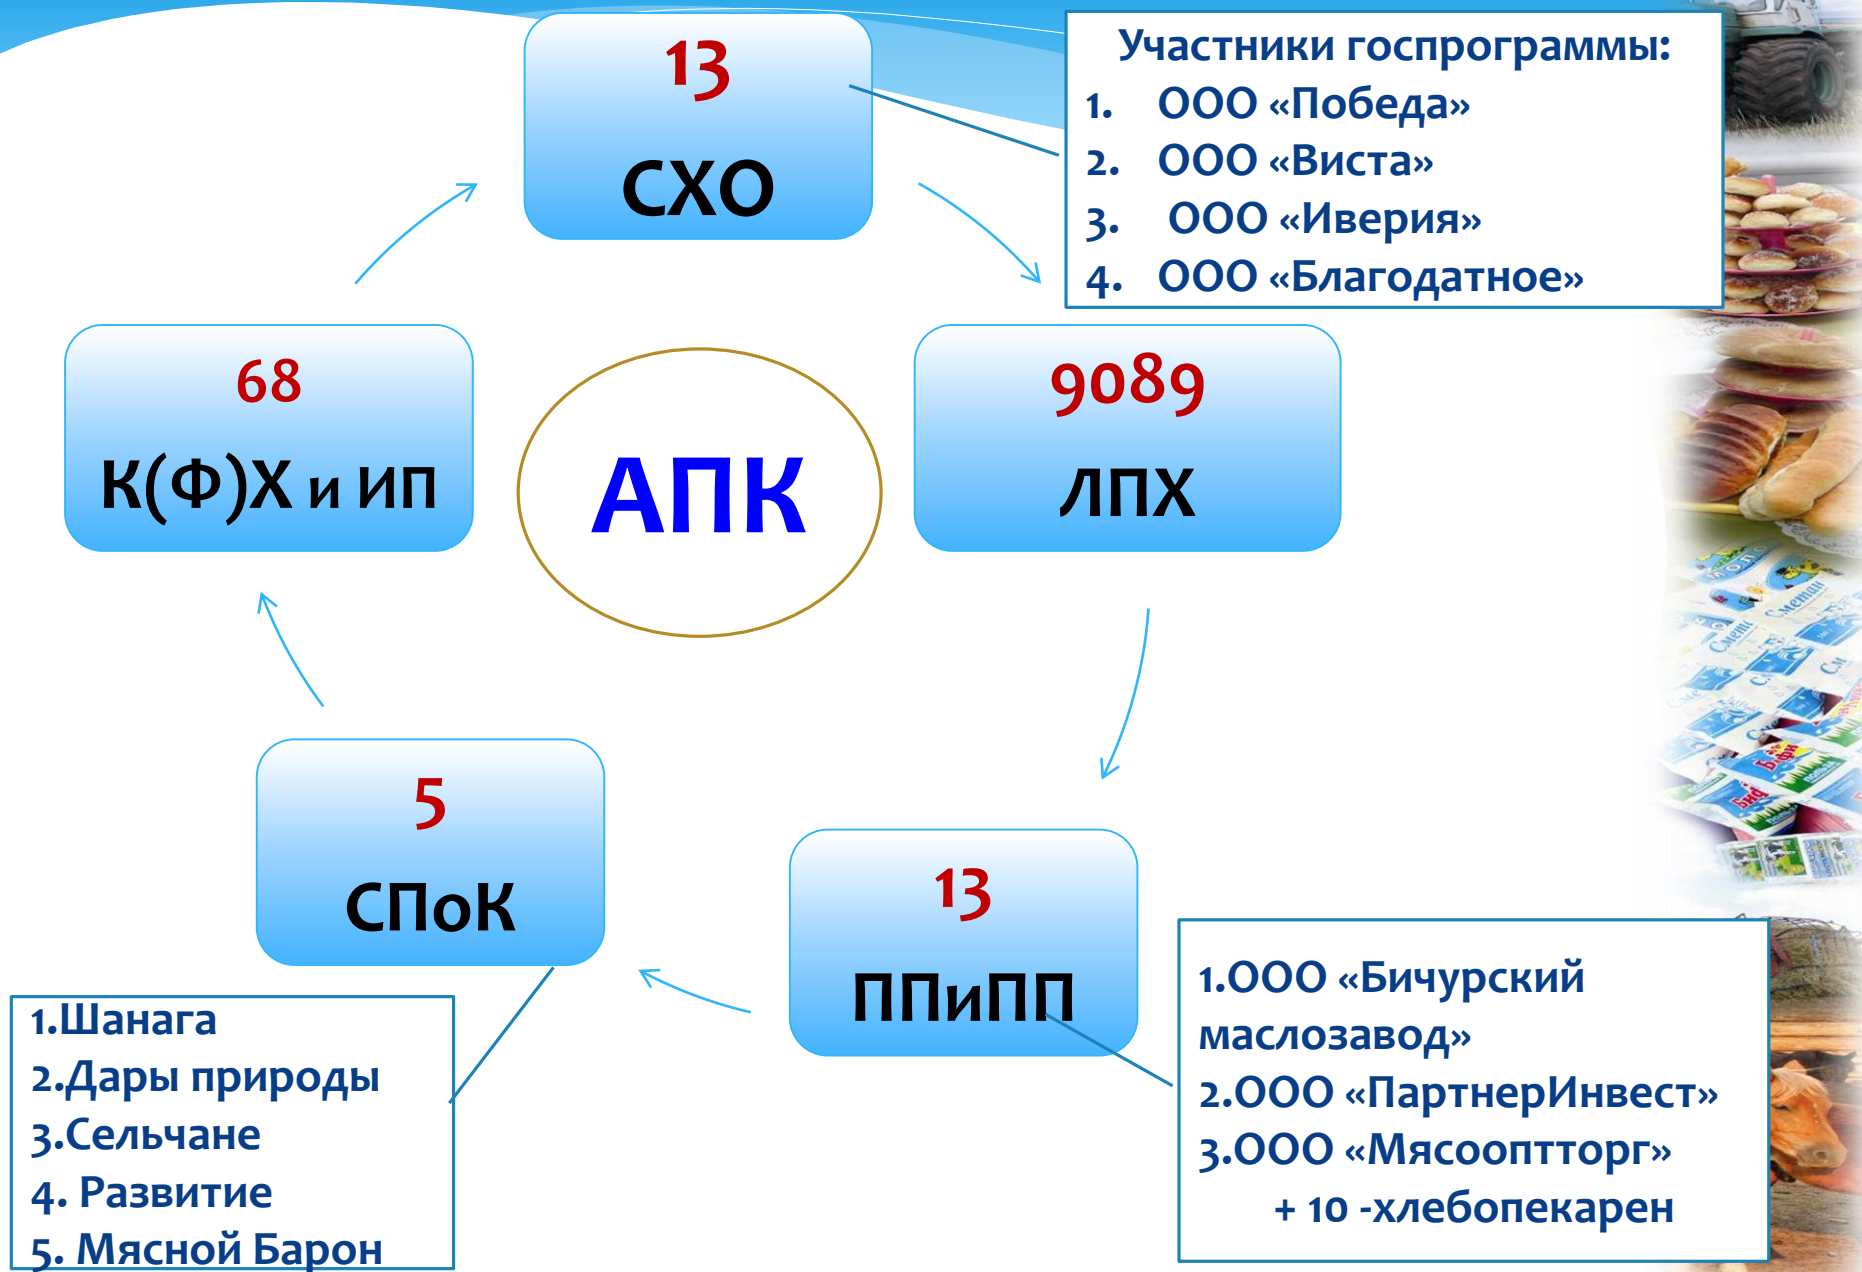 13
СХО
Участники госпрограммы:
1. ООО «Победа»
2. ООО «Виста»
3. ООО «Иверия»
4. ООО «Благодатное»
68
К(Ф)Х и ИП
АПК
9089
ЛПХ
5
СПоК
13
ППиПП
1.Шанага
2.Дары природы
3.Сельчане
4. Развитие
5. Мясной Барон
1.ООО «Бичурский
маслозавод»
2.ООО «ПартнерИнвест»
3.ООО «Мясооптторг»
+ 10 -хлебопекарен